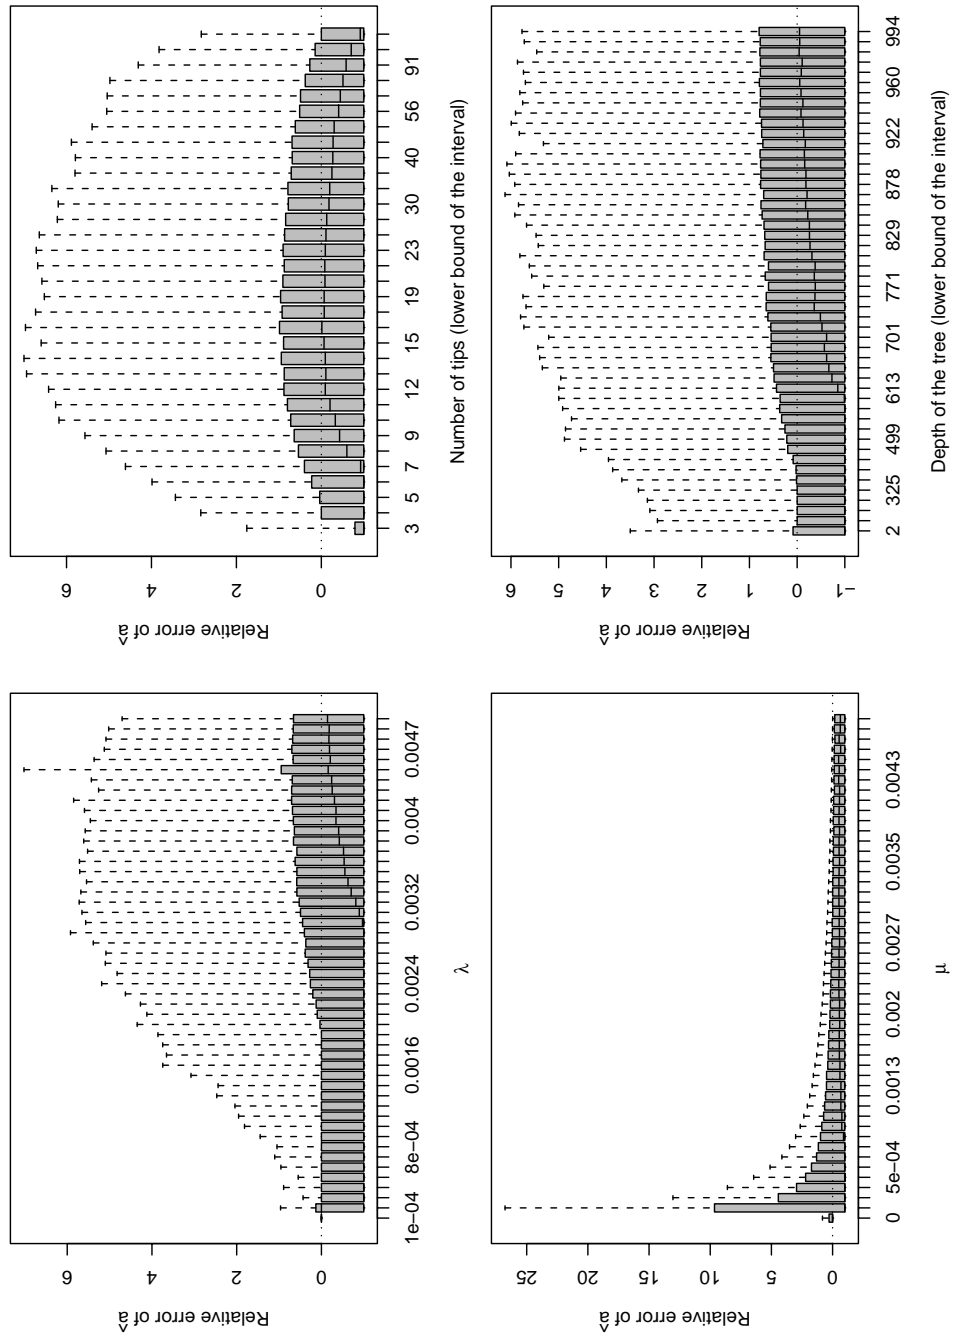 Relative error of â
0 2 4 6
1e−04 8e−04 0.0016 0.0024 0.0032 0.004 0.0047
λ
Relative error of â
0 2 4 6
3 5 7 9 12 15 19 23 30 40 56 91
Number of tips (lower bound of the interval)
Relative error of â
0 5 10 15 20 25
0 5e−04 0.0013 0.002 0.0027 0.0035 0.0043
μ
Relative error of â
−1 0 1 2 3 4 5 6
2 325 499 613 701 771 829 878 922 960 994
Depth of the tree (lower bound of the interval)